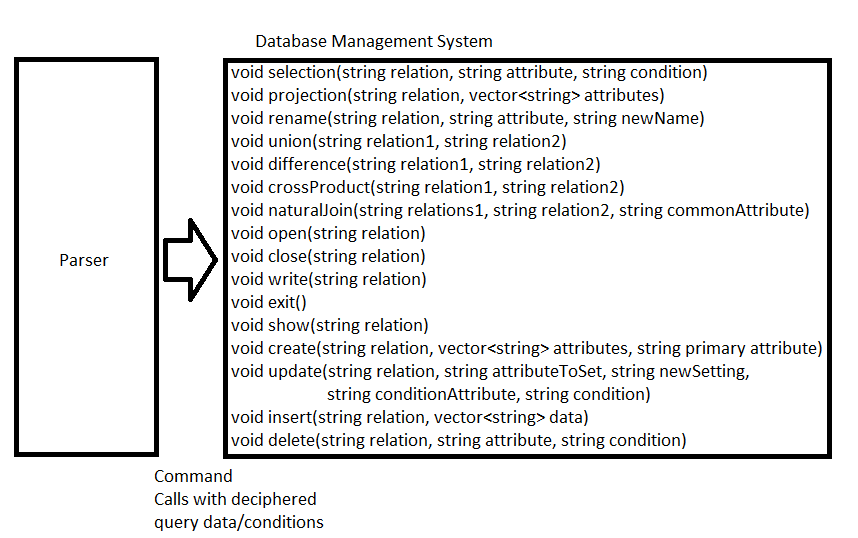 Database Management System
Parser
void selection(string relation, string attribute, string condition)
void projection(string relation, vector<string> attributes)
void rename(string relation, string attribute, string newName)
void union(string relation1, string relation2)
void difference(string relation1, string relation2)
void crossProduct(string relation1, string relation2)
void naturalJoin(string relations1, string relation2, string commonAttribute)
void open(string relation)
void close(string relation)
void write(string relation)
void exit()
void show(string relation)
void create(string relation, vector<string> attributes, string primary attribute)
void update(string relation, string attributeToSet, string newSetting,
string conditionAttribute, string condition)
void insert(string relation, vector<string> data)
void delete(string relation, string attribute, string condition)
Command
Calls with deciphered
query data/conditions